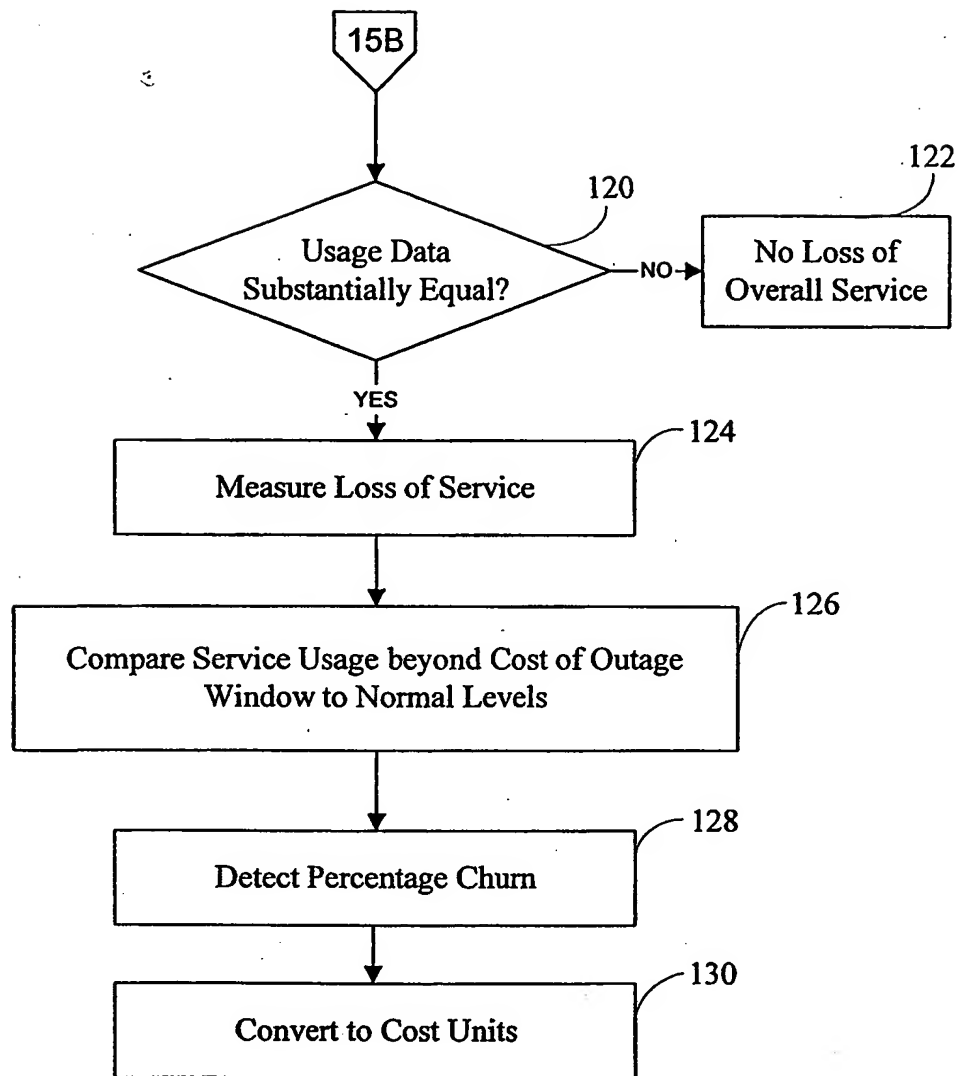 15B
120
Usage Data
Substantially Equal?
NO
122
No Loss of
Overall Service
YES
124
Measure Loss of Service
126
Compare Service Usage beyond Cost of Outage
Window to Normal Levels
128
Detect Percentage Churn
130
Convert to Cost Units